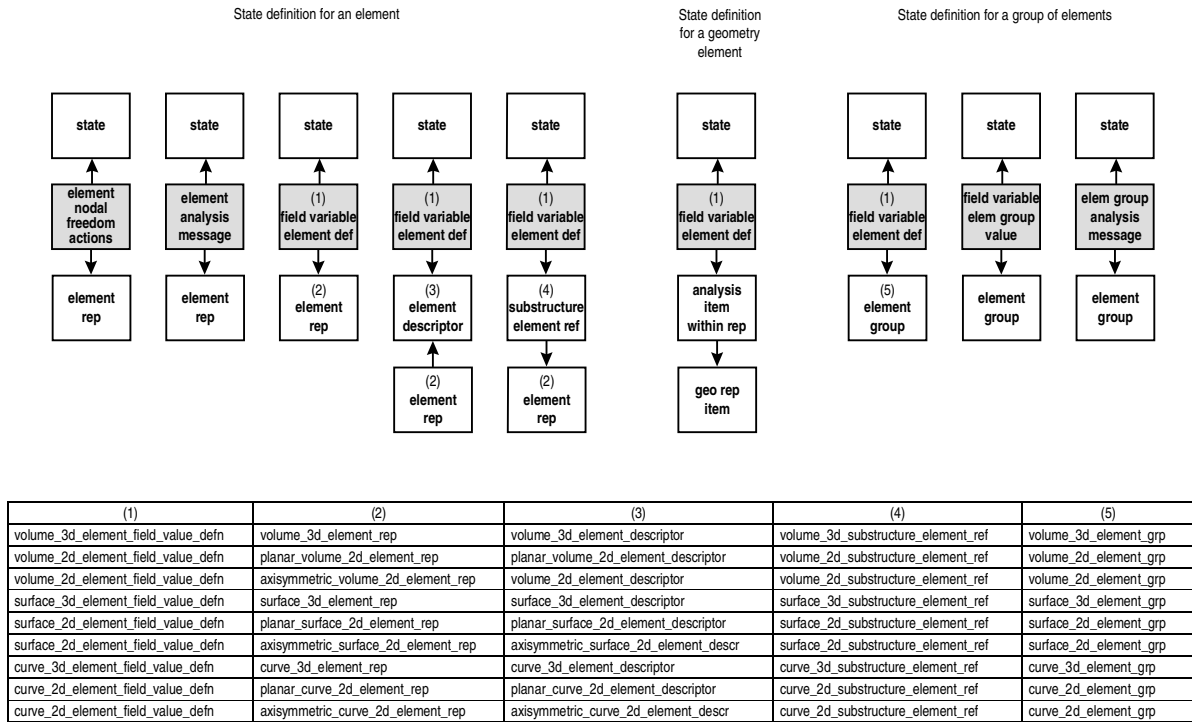 State definition for an element
State definition
for a geometry
element
State definition for a group of elements
state
state
state
state
state
state
state
state
state
element
nodal
freedom
actions
element
analysis
message
(1)
field variable
element def
(1)
field variable
element def
(1)
field variable
element def
(1)
field variable
element def
(1)
field variable
element def
field variable
elem group
value
elem group
analysis
message
element
rep
element
rep
(2)
element
rep
(3)
element
descriptor
(4)
substructure
element ref
analysis
item
within rep
(5)
element
group
element
group
element
group
(2)
element
rep
(2)
element
rep
geo rep
item
(1) (2) (3) (4) (5)
volume_3d_element_field_value_defn volume_3d_element_rep volume_3d_element_descriptor volume_3d_substructure_element_ref volume_3d_element_grp
volume_2d_element_field_value_defn planar_volume_2d_element_rep planar_volume_2d_element_descriptor volume_2d_substructure_element_ref volume_2d_element_grp
volume_2d_element_field_value_defn axisymmetric_volume_2d_element_rep volume_2d_element_descriptor volume_2d_substructure_element_ref volume_2d_element_grp
surface_3d_element_field_value_defn surface_3d_element_rep surface_3d_element_descriptor surface_3d_substructure_element_ref surface_3d_element_grp
surface_2d_element_field_value_defn planar_surface_2d_element_rep planar_surface_2d_element_descriptor surface_2d_substructure_element_ref surface_2d_element_grp
surface_2d_element_field_value_defn axisymmetric_surface_2d_element_rep axisymmetric_surface_2d_element_descr surface_2d_substructure_element_ref surface_2d_element_grp
curve_3d_element_field_value_defn curve_3d_element_rep curve_3d_element_descriptor curve_3d_substructure_element_ref curve_3d_element_grp
curve_2d_element_field_value_defn planar_curve_2d_element_rep planar_curve_2d_element_descriptor curve_2d_substructure_element_ref curve_2d_element_grp
curve_2d_element_field_value_defn axisymmetric_curve_2d_element_rep axisymmetric_curve_2d_element_descr curve_2d_substructure_element_ref curve_2d_element_grp